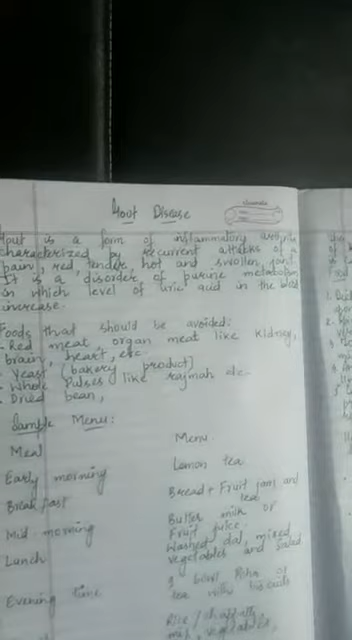 Gout Disease
Gout is a form of inflammatory arthritis
characterized by recurrent attacks of a
pain, red, tender, hot and swollen joint.
It is a disorder of purine metabolism
in which level of uric acid in the blood
increase.
Foods that should be avoided:
- Red meat organ meat like kidney,
brain, heart, etc.
- Yeast [bakery product]
- Whole Pulses like rajmah etc.
- Dried bean,
Sample Menu:
Meal Menu
Early morning Lemon tea
Breakfast Bread + Fruit jam and
tea
Mid morning Butter milk or
Fruit juice
Lunch Washed dal, mixed
vegetables and salad
Evening time tea with biscuits
Rice / chappati
vegetables